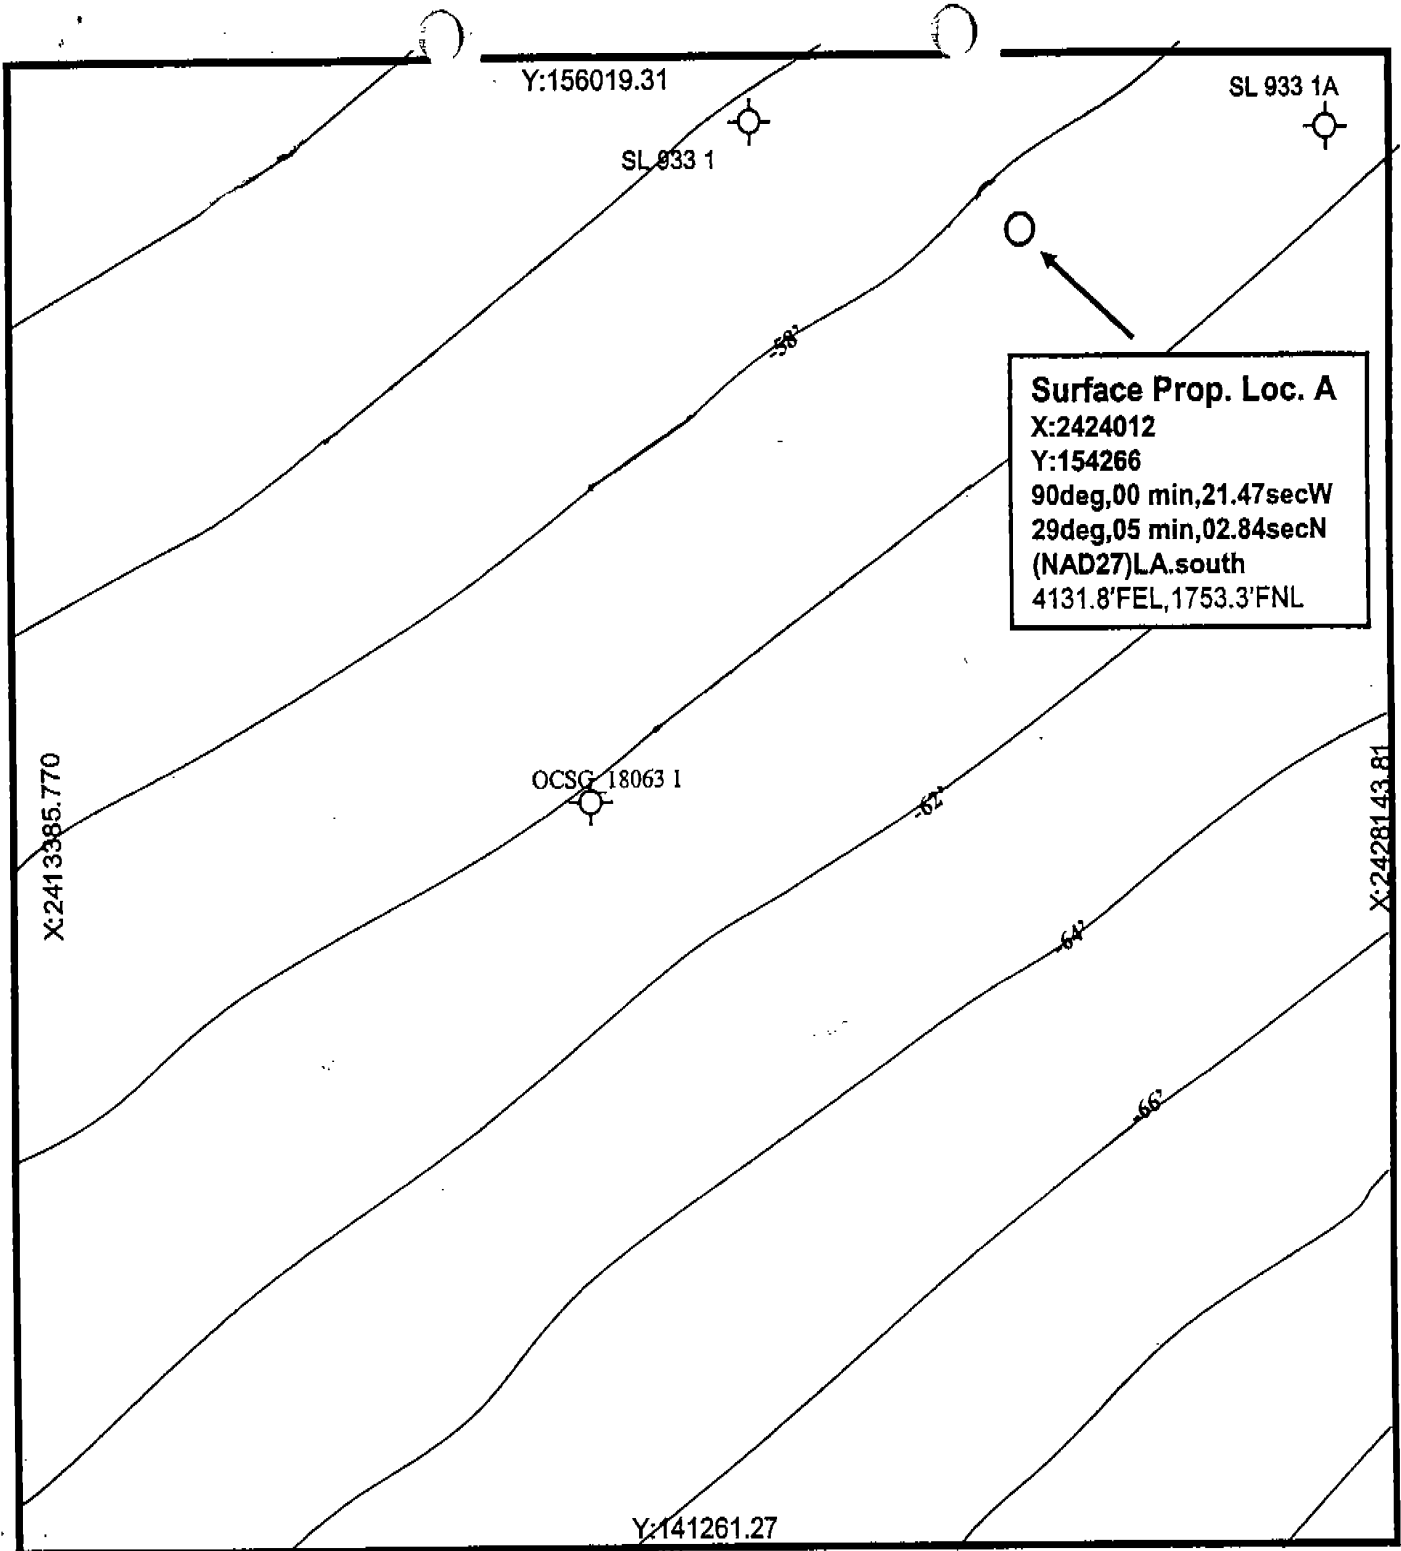 Y:156019.31
SL 933 1A
SL 933 1
-58'
Surface Prop. Loc. A
X:2424012
Y:154266
90deg,00 min,21.47secW
29deg,05 min,02.84secN
(NAD27)LA.south
4131.8'FEL,1753.3'FNL
X:2413385.770
OCSG_18063 1
-62'
X:2428143.81
-64'
-66'
Y:141261.27